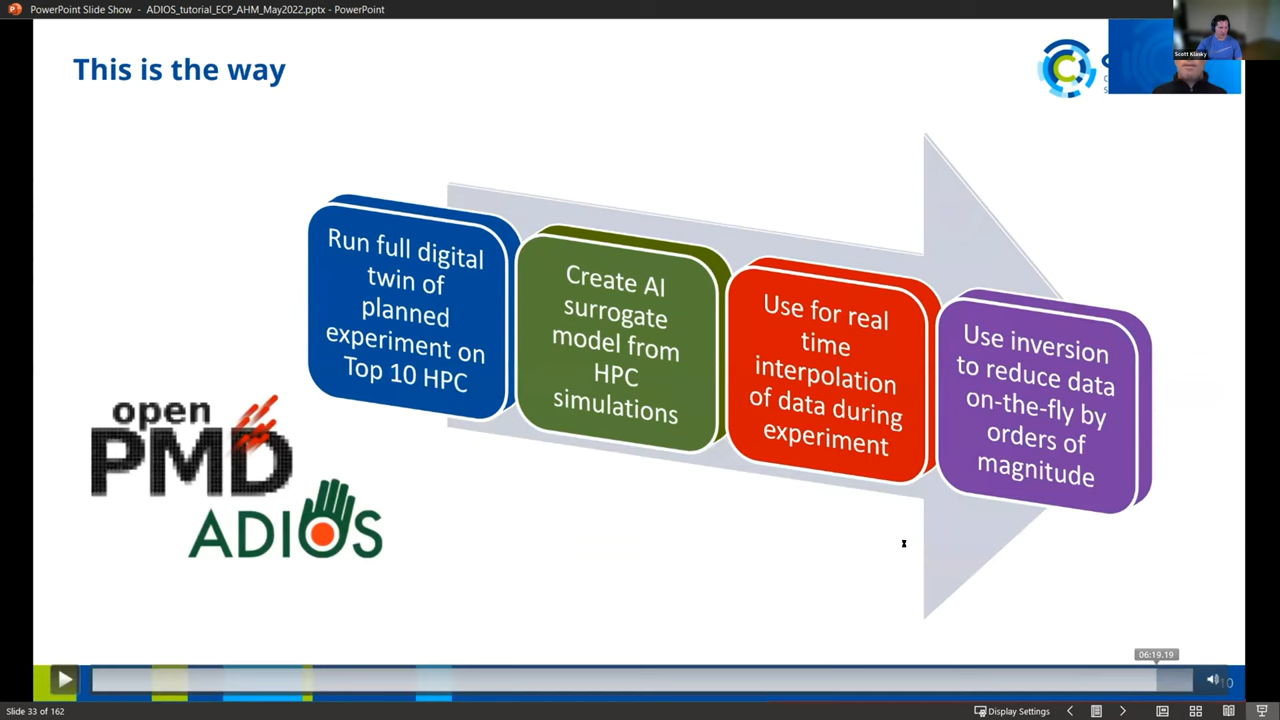 PowerPoint Slide Show - ADIOS_tutorial_ECP_AHM_May2022.pptx - PowerPoint
Scott Klasky
This is the way
Run full digital
twin of
planned
experiment on
Top 10 HPC
Create AI
surrogate
model from
HPC
simulations
Use for real
time
interpolation
of data during
experiment
Use inversion
to reduce data
on-the-fly by
orders of
magnitude
open
PMD
ADIOS
06:19.19
10
Slide 33 of 162
Display Settings